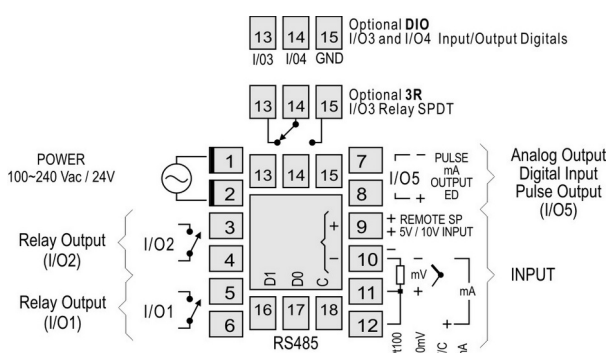 13 14 15
Optional DIO
I/O3 and I/O4 Input/Output Digitals
I/03 I/04 GND
13 14 15
Optional 3R
I/O3 Relay SPDT
POWER
100~240 Vac / 24V
1
2
3
4
5
6
I/O2
I/O1
Relay Output
(I/O2)
Relay Output
(I/O1)
13 14 15
+
−
D1 D0 C
16 17 18
RS485
7
8
9
10
11
12
I/O5
− PULSE
mA
OUTPUT
+ ED
+ REMOTE SP
+ 5V / 10V INPUT
−
− mV +
+
mA
Analog Output
Digital Input
Pulse Output
(I/O5)
INPUT